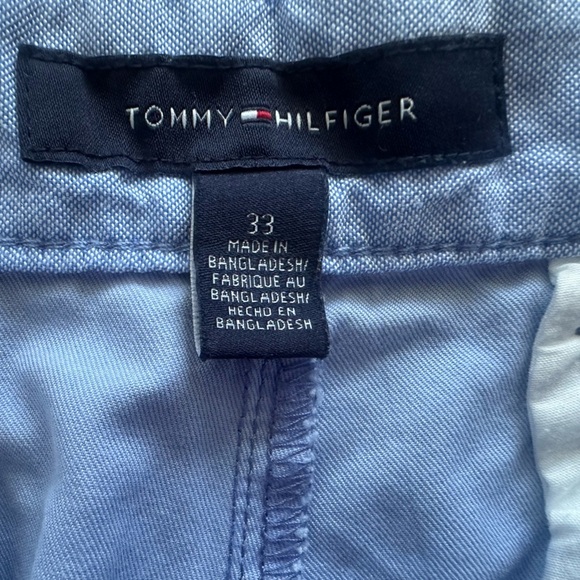 TOMMY HILFIGER
33
MADE IN
BANGLADESH/
FABRIQUE AU
BANGLADESH/
HECHO EN
BANGLADESH